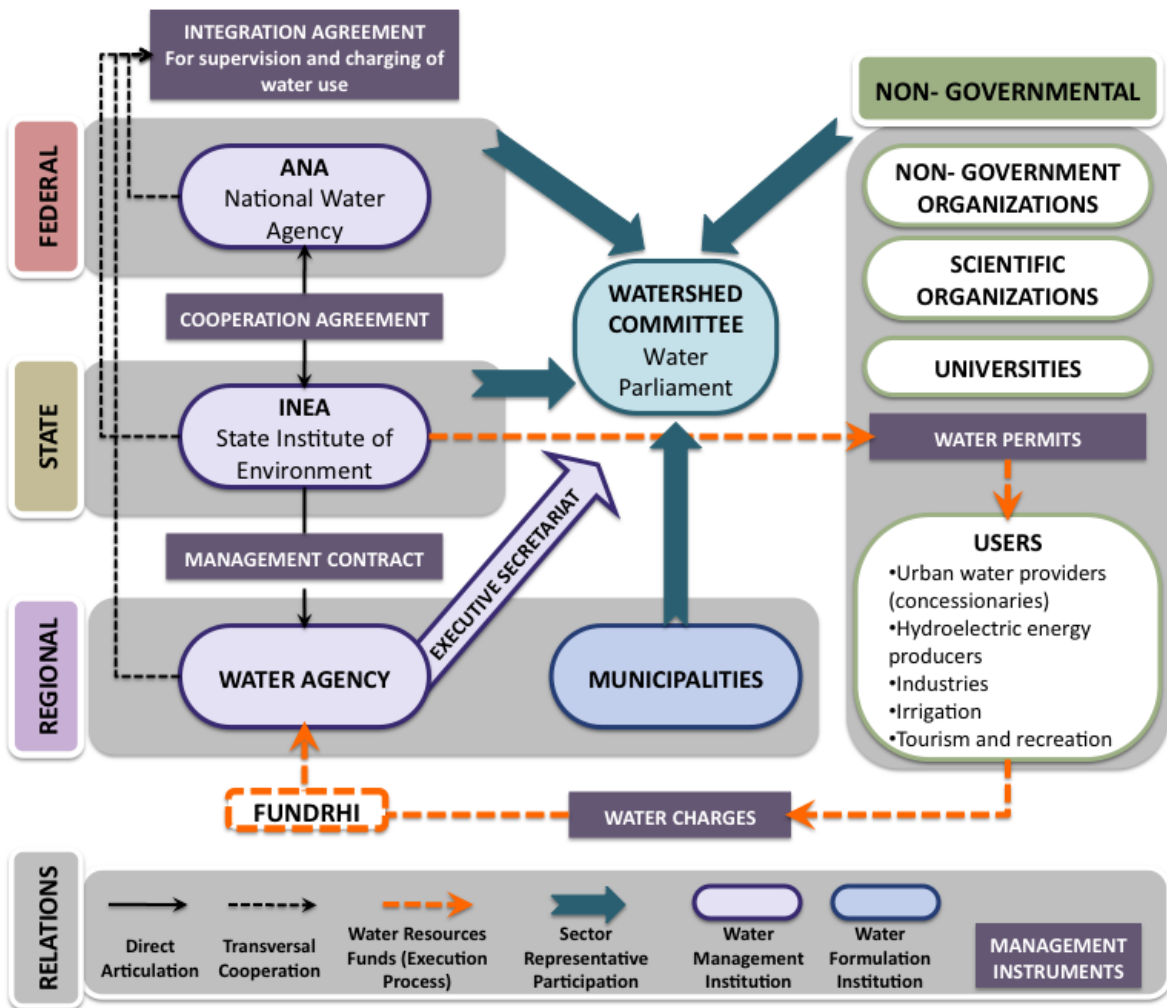 INTEGRATION AGREEMENT
For supervision and charging of
water use
NON- GOVERNMENTAL
FEDERAL
ANA
National Water
Agency
NON- GOVERNMENT
ORGANIZATIONS
SCIENTIFIC
ORGANIZATIONS
UNIVERSITIES
WATERSHED
COMMITTEE
Water
Parliament
COOPERATION AGREEMENT
STATE
INEA
State Institute of
Environment
WATER PERMITS
MANAGEMENT CONTRACT
EXECUTIVE SECRETARIAT
USERS
•Urban water providers
(concessionaries)
•Hydroelectric energy
producers
•Industries
•Irrigation
•Tourism and recreation
REGIONAL
WATER AGENCY
MUNICIPALITIES
FUNDRHI
WATER CHARGES
RELATIONS
Direct
Articulation
Transversal
Cooperation
Water Resources
Funds (Execution
Process)
Sector
Representative
Participation
Water
Management
Institution
Water
Formulation
Institution
MANAGEMENT
INSTRUMENTS